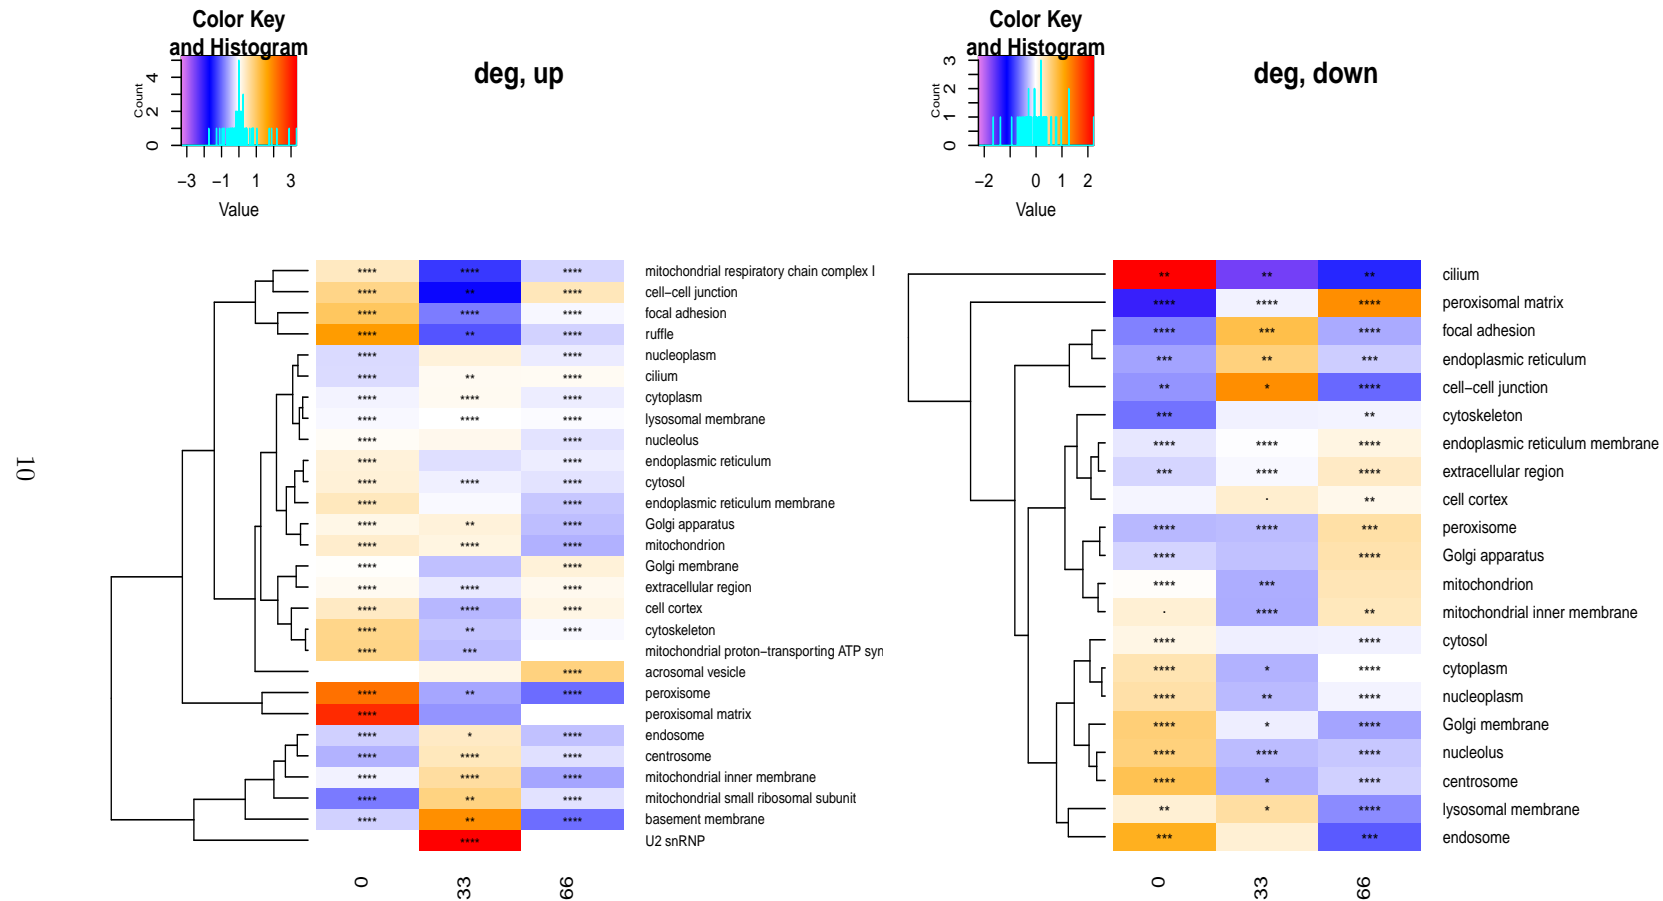 Color Key
and Histogram
Count
0 2 4
−3 −1 1 3
Value
deg, up
**** **** **** mitochondrial respiratory chain complex I
**** ** **** cell−cell junction
**** **** **** focal adhesion
**** ** **** ruffle
**** **** nucleoplasm
**** ** **** cilium
**** **** **** cytoplasm
**** **** **** lysosomal membrane
**** **** nucleolus
**** **** endoplasmic reticulum
**** **** **** cytosol
**** **** endoplasmic reticulum membrane
**** ** **** Golgi apparatus
**** **** **** mitochondrion
**** **** Golgi membrane
**** **** **** extracellular region
**** **** **** cell cortex
**** ** **** cytoskeleton
**** *** mitochondrial proton−transporting ATP syn
**** acrosomal vesicle
**** ** **** peroxisome
**** peroxisomal matrix
**** * **** endosome
**** **** **** centrosome
**** **** **** mitochondrial inner membrane
**** ** **** mitochondrial small ribosomal subunit
**** ** **** basement membrane
**** U2 snRNP
0 33 66
Color Key
and Histogram
Count
0 1 2 3
−2 0 1 2
Value
deg, down
** ** ** cilium
**** **** **** peroxisomal matrix
**** *** **** focal adhesion
*** ** *** endoplasmic reticulum
** * **** cell−cell junction
*** ** cytoskeleton
**** **** **** endoplasmic reticulum membrane
*** **** **** extracellular region
. ** cell cortex
**** **** *** peroxisome
**** **** Golgi apparatus
**** *** mitochondrion
. **** ** mitochondrial inner membrane
**** **** cytosol
**** * **** cytoplasm
**** ** **** nucleoplasm
**** * **** Golgi membrane
**** **** **** nucleolus
**** * **** centrosome
** * **** lysosomal membrane
*** *** endosome
0 33 66
10